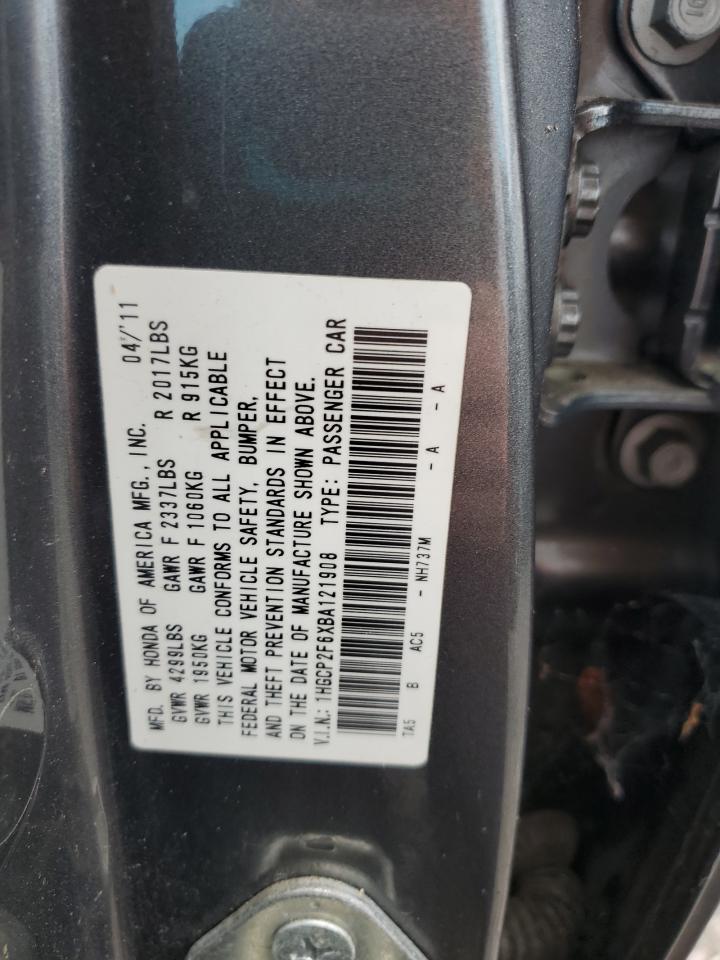 MFD. BY HONDA OF AMERICA MFG., INC. 04/'11
GVWR 4299LBS GAWR F 2337LBS R 2017LBS
GVWR 1950KG GAWR F 1060KG R 915KG
THIS VEHICLE CONFORMS TO ALL APPLICABLE
FEDERAL MOTOR VEHICLE SAFETY, BUMPER,
AND THEFT PREVENTION STANDARDS IN EFFECT
ON THE DATE OF MANUFACTURE SHOWN ABOVE.
V.I.N.: 1HGCP2F6XBA121908 TYPE: PASSENGER CAR
TA5 B AC5 - NH737M - A - A